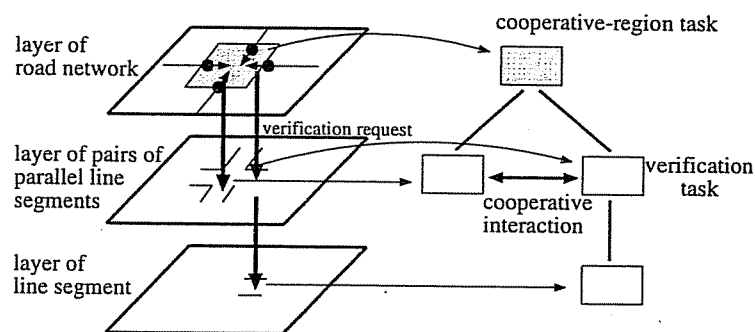 cooperative-region task
layer of
road network
verification request
layer of pairs of
parallel line
segments
verification
task
cooperative
interaction
layer of
line segment